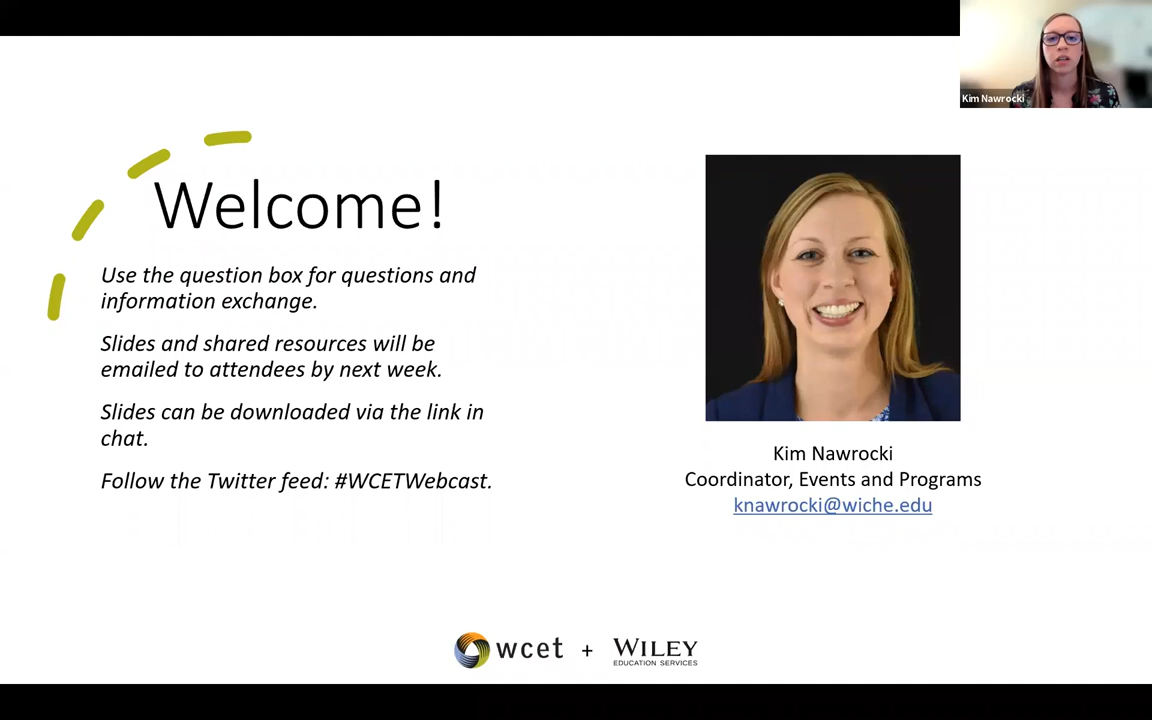 Kim Nawrocki
Welcome!
Use the question box for questions and
information exchange.
Slides and shared resources will be
emailed to attendees by next week.
Slides can be downloaded via the link in
chat.
Follow the Twitter feed: #WCETWebcast.
Kim Nawrocki
Coordinator, Events and Programs
knawrocki@wiche.edu
wcet + WILEY
EDUCATION SERVICES